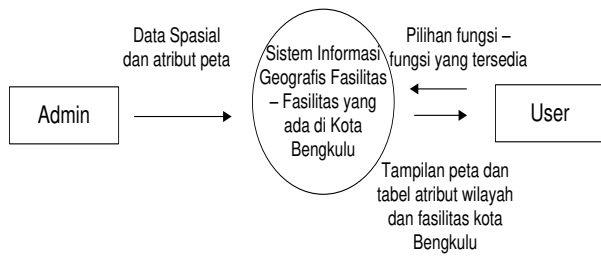 Data Spasial
dan atribut peta
Admin
Sistem Informasi
Geografis Fasilitas
– Fasilitas yang
ada di Kota
Bengkulu
Pilihan fungsi –
fungsi yang tersedia
User
Tampilan peta dan
tabel atribut wilayah
dan fasilitas kota
Bengkulu